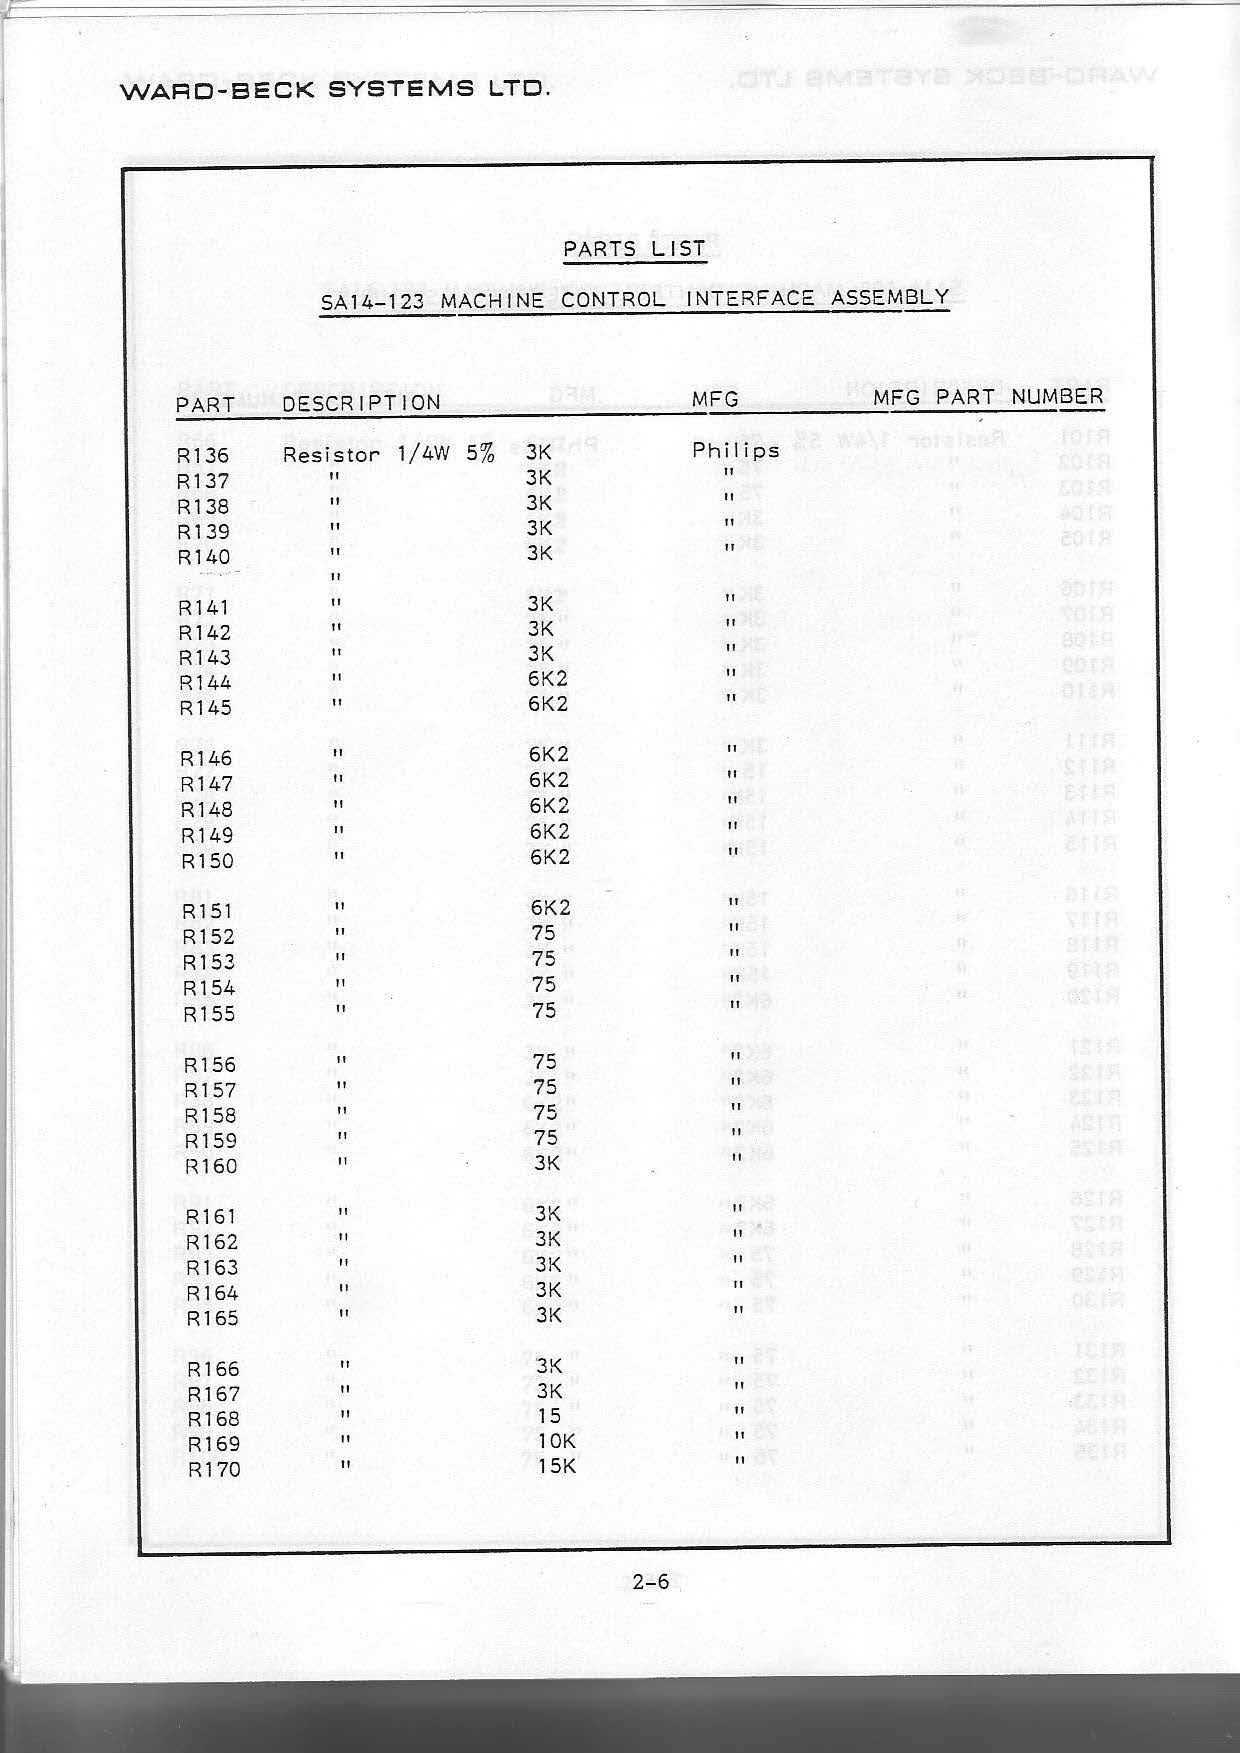 WARD-BECK SYSTEMS LTD.
PARTS LIST
SA14-123 MACHINE CONTROL INTERFACE ASSEMBLY
PART DESCRIPTION MFG MFG PART NUMBER
R136 Resistor 1/4W 5% 3K Philips
R137 " 3K "
R138 " 3K "
R139 " 3K "
R140 " 3K "
"
R141 " 3K "
R142 " 3K "
R143 " 3K "
R144 " 6K2 "
R145 " 6K2 "
R146 " 6K2 "
R147 " 6K2 "
R148 " 6K2 "
R149 " 6K2 "
R150 " 6K2 "
R151 " 6K2 "
R152 " 75 "
R153 " 75 "
R154 " 75 "
R155 " 75 "
R156 " 75 "
R157 " 75 "
R158 " 75 "
R159 " 75 "
R160 " 3K "
R161 " 3K "
R162 " 3K "
R163 " 3K "
R164 " 3K "
R165 " 3K "
R166 " 3K "
R167 " 3K "
R168 " 15 "
R169 " 10K "
R170 " 15K "
2-6